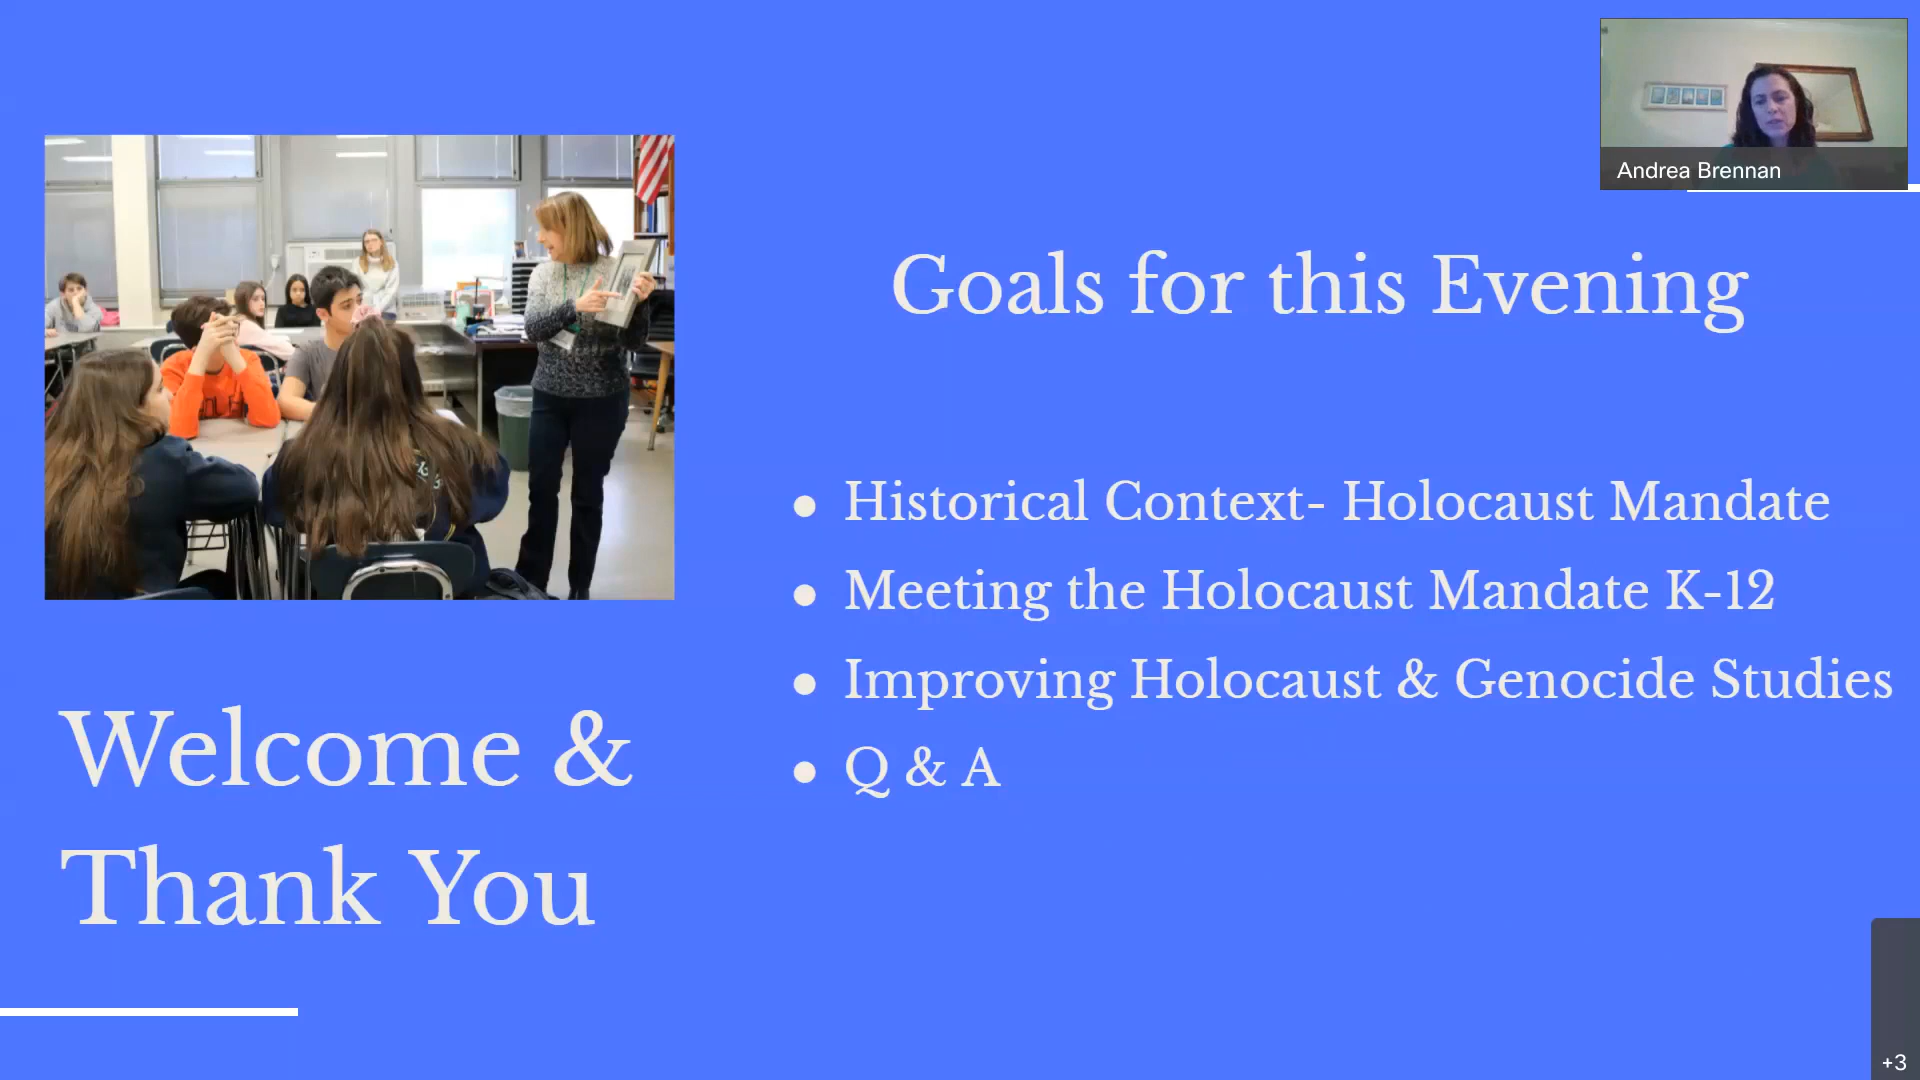 Andrea Brennan
Goals for this Evening
● Historical Context- Holocaust Mandate
● Meeting the Holocaust Mandate K-12
● Improving Holocaust & Genocide Studies
● Q & A
Welcome &
Thank You
+3